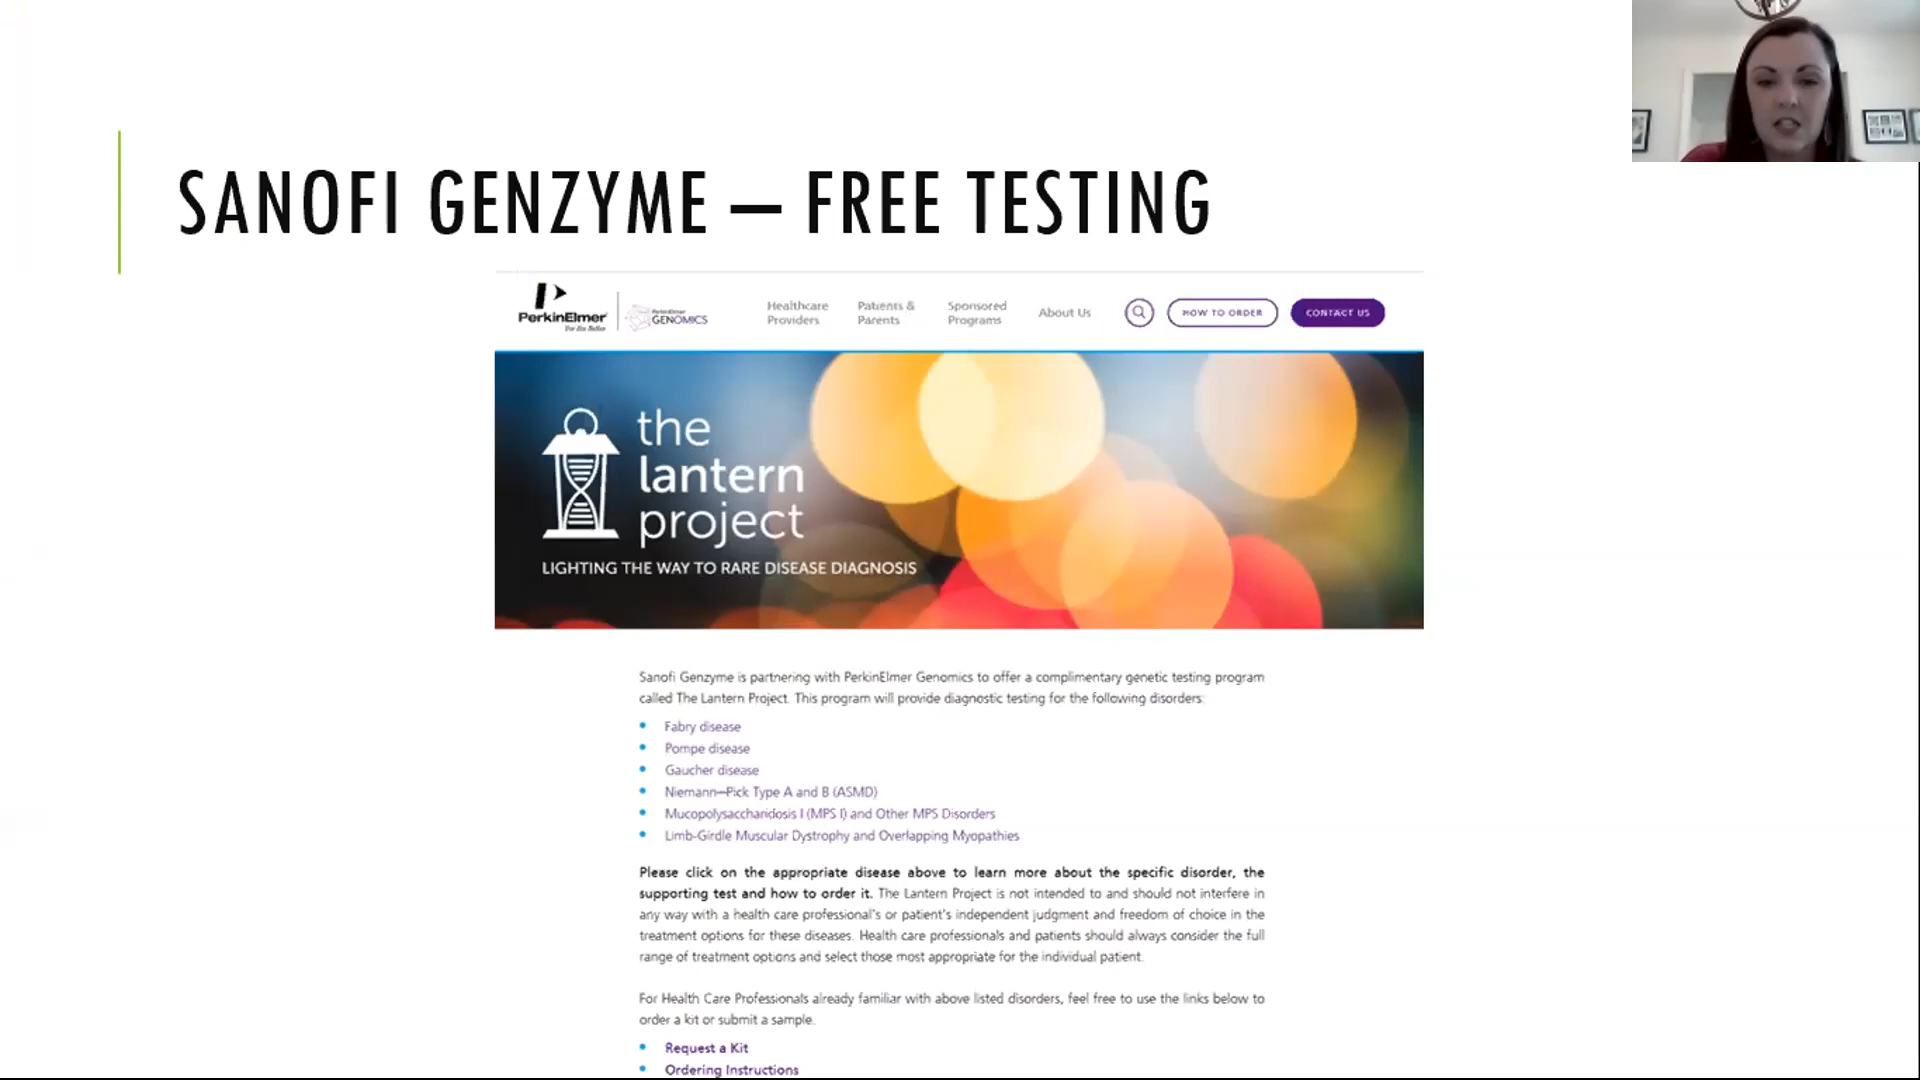 SANOFI GENZYME – FREE TESTING
PerkinElmer
For the Better
PerkinElmer
GENOMICS
Healthcare
Providers
Patients &
Parents
Sponsored
Programs
About Us
HOW TO ORDER
CONTACT US
the
lantern
project
LIGHTING THE WAY TO RARE DISEASE DIAGNOSIS
Sanofi Genzyme is partnering with PerkinElmer Genomics to offer a complimentary genetic testing program
called The Lantern Project. This program will provide diagnostic testing for the following disorders:
• Fabry disease
• Pompe disease
• Gaucher disease
• Niemann–Pick Type A and B (ASMD)
• Mucopolysaccharidosis I (MPS I) and Other MPS Disorders
• Limb-Girdle Muscular Dystrophy and Overlapping Myopathies
Please click on the appropriate disease above to learn more about the specific disorder, the
supporting test and how to order it. The Lantern Project is not intended to and should not interfere in
any way with a health care professional's or patient's independent judgment and freedom of choice in the
treatment options for these diseases. Health care professionals and patients should always consider the full
range of treatment options and select those most appropriate for the individual patient.
For Health Care Professionals already familiar with above listed disorders, feel free to use the links below to
order a kit or submit a sample.
• Request a Kit
• Ordering Instructions